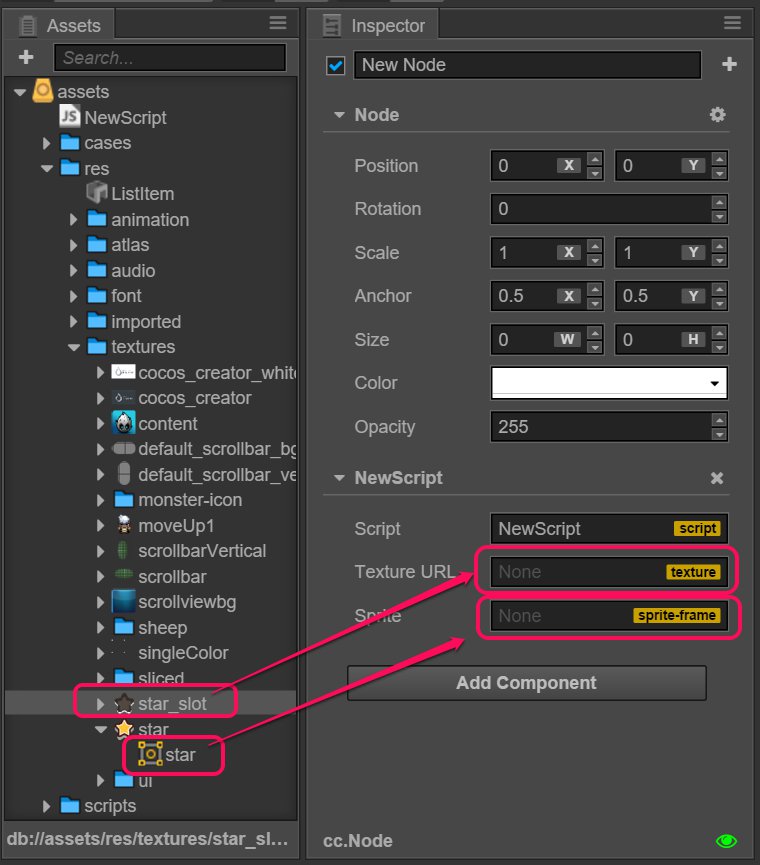 Assets
Search...
assets
JS NewScript
cases
res
ListItem
animation
atlas
audio
font
imported
textures
cocos_creator_white
cocos_creator
content
default_scrollbar_bg
default_scrollbar_ve
monster-icon
moveUp1
scrollbarVertical
scrollbar
scrollviewbg
sheep
singleColor
sliced
star_slot
star
star
ui
scripts
db://assets/res/textures/star_sl...
Inspector
New Node
Node
Position 0 X 0 Y
Rotation 0
Scale 1 X 1 Y
Anchor 0.5 X 0.5 Y
Size 0 W 0 H
Color
Opacity 255
NewScript
Script NewScript script
Texture URL None texture
Sprite None sprite-frame
Add Component
cc.Node